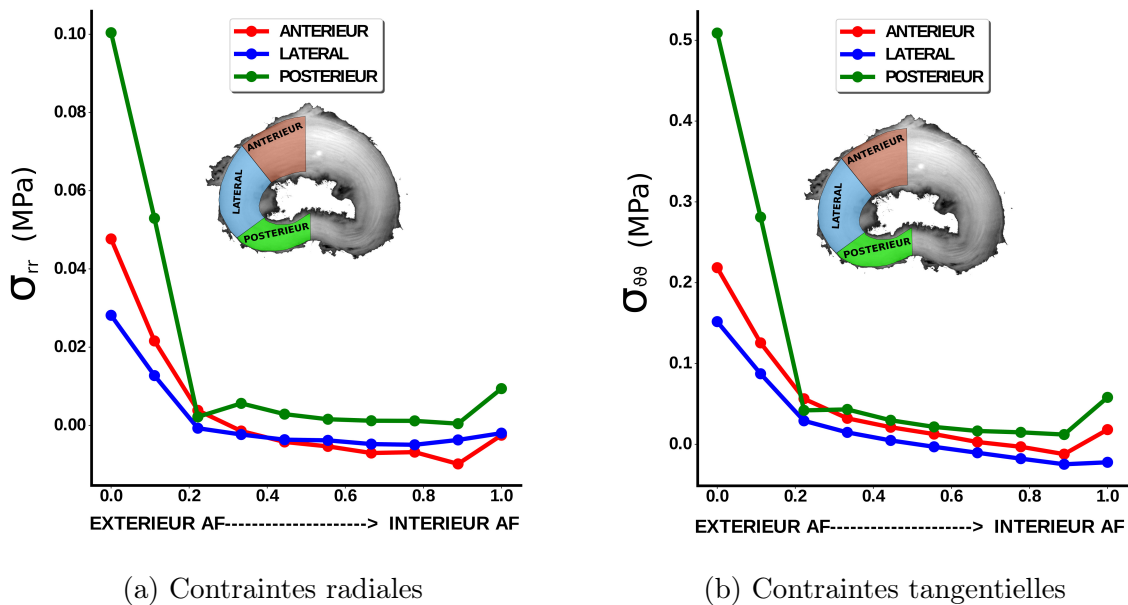 ANTERIEUR
LATERAL
POSTERIEUR
ANTERIEUR
LATERAL
POSTERIEUR
σrr (MPa)
0.10
0.08
0.06
0.04
0.02
0.00
0.0 0.2 0.4 0.6 0.8 1.0
EXTERIEUR AF--------------------> INTERIEUR AF
(a) Contraintes radiales
ANTERIEUR
LATERAL
POSTERIEUR
ANTERIEUR
LATERAL
POSTERIEUR
σϑϑ (MPa)
0.5
0.4
0.3
0.2
0.1
0.0
0.0 0.2 0.4 0.6 0.8 1.0
EXTERIEUR AF--------------------> INTERIEUR AF
(b) Contraintes tangentielles